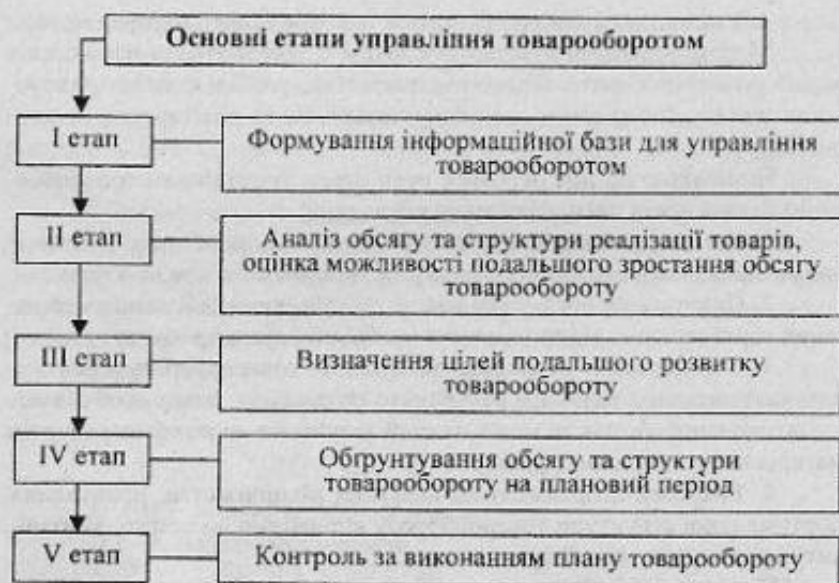 Основні етапи управління товарооборотом
І етап
Формування інформаційної бази для управління
товарооборотом
ІІ етап
Аналіз обсягу та структури реалізації товарів,
оцінка можливості подальшого зростання обсягу
товарообороту
ІІІ етап
Визначення цілей подальшого розвитку
товарообороту
IV етап
Обґрунтування обсягу та структури
товарообороту на плановий період
V етап
Контроль за виконанням плану товарообороту